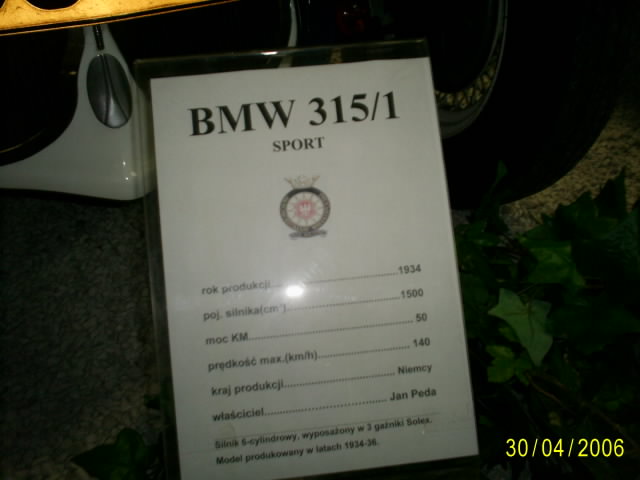 BMW 315/1
SPORT
rok produkcji........................................1934
poj. silnika(cm³)....................................1500
moc KM................................................ 50
prędkość max.(km/h)........................... 140
kraj produkcji.................................. Niemcy
właściciel..................................... Jan Peda
Silnik 6-cylindrowy, wyposażony w 3 gaźniki Solex.
Model produkowany w latach 1934-36.
30/04/2006